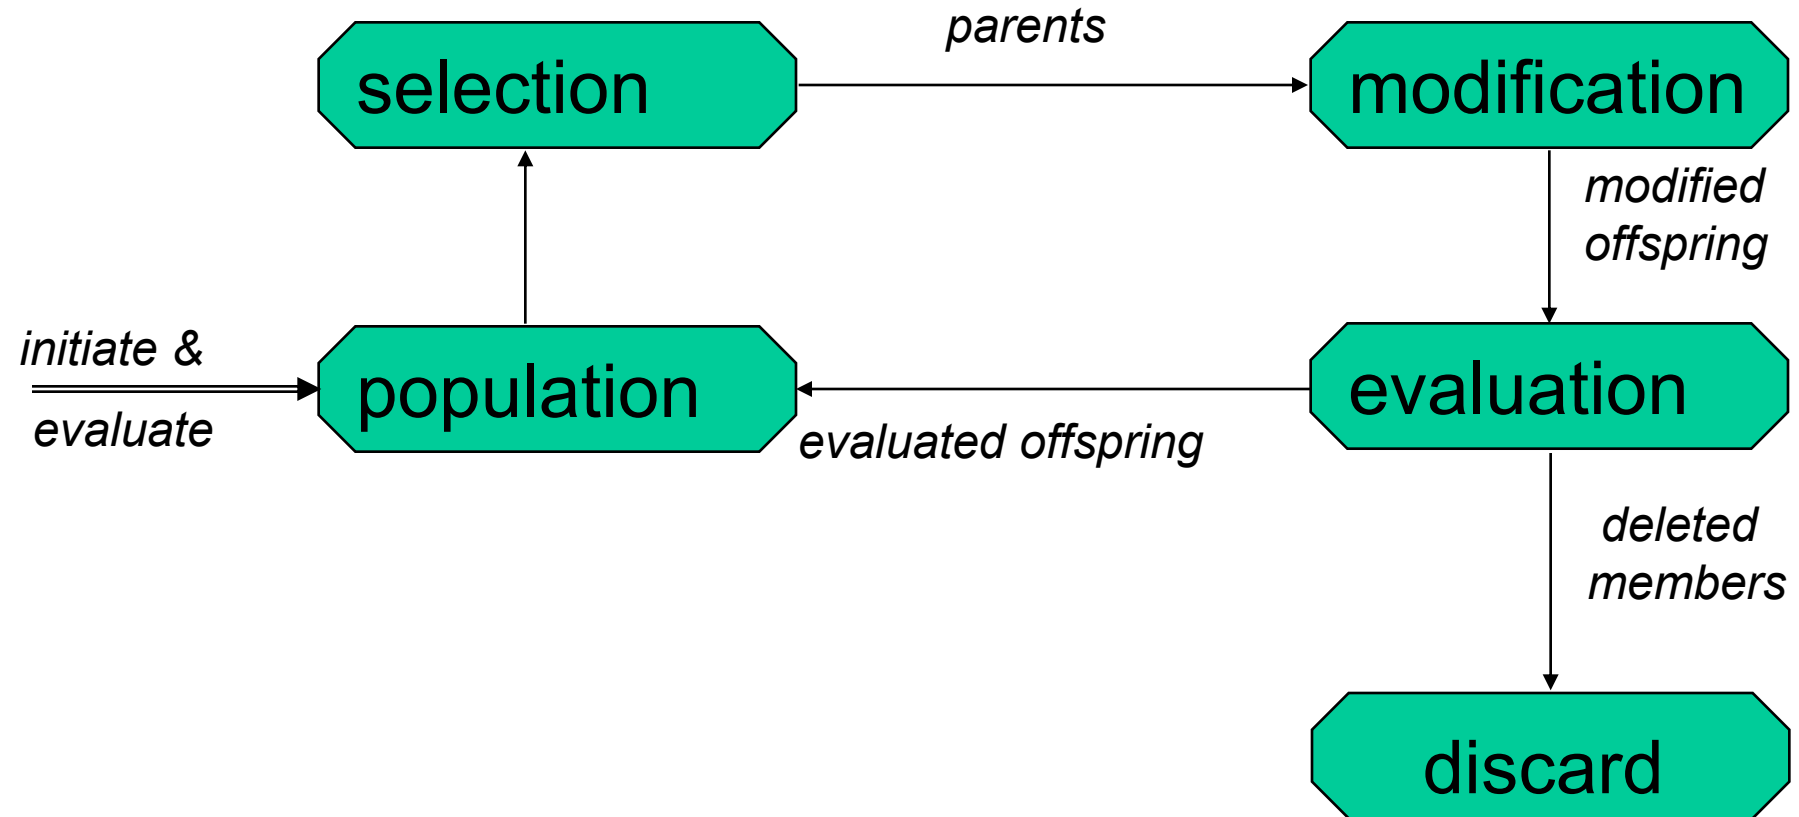 parents
selection
modification
modified
offspring
initiate &
evaluate
population
evaluation
evaluated offspring
deleted
members
discard